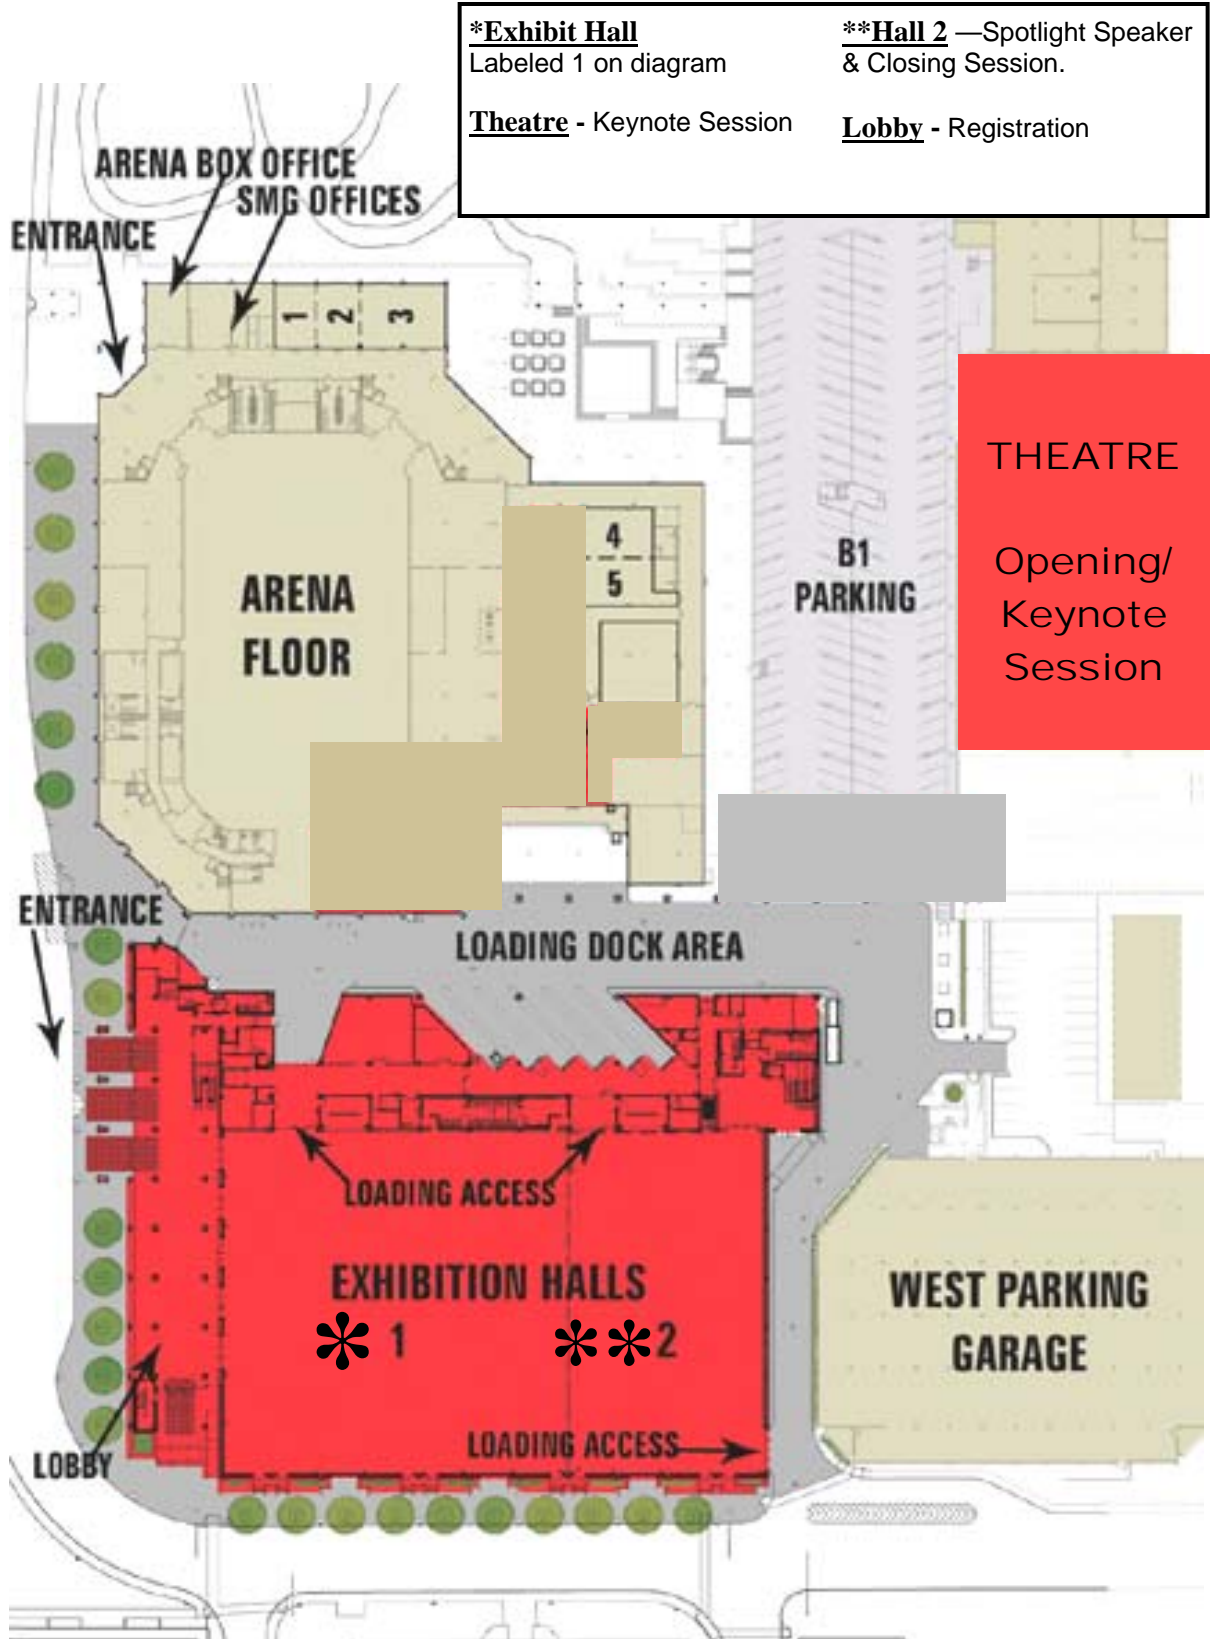 *Exhibit Hall
Labeled 1 on diagram
Theatre - Keynote Session
**Hall 2 —Spotlight Speaker
& Closing Session.
Lobby - Registration
ARENA BOX OFFICE
SMG OFFICES
ENTRANCE
1 2 3
THEATRE
Opening/
Keynote
Session
4
5
B1
PARKING
ARENA
FLOOR
ENTRANCE
LOADING DOCK AREA
LOADING ACCESS
EXHIBITION HALLS
* 1 **2
WEST PARKING
GARAGE
LOADING ACCESS
LOBBY